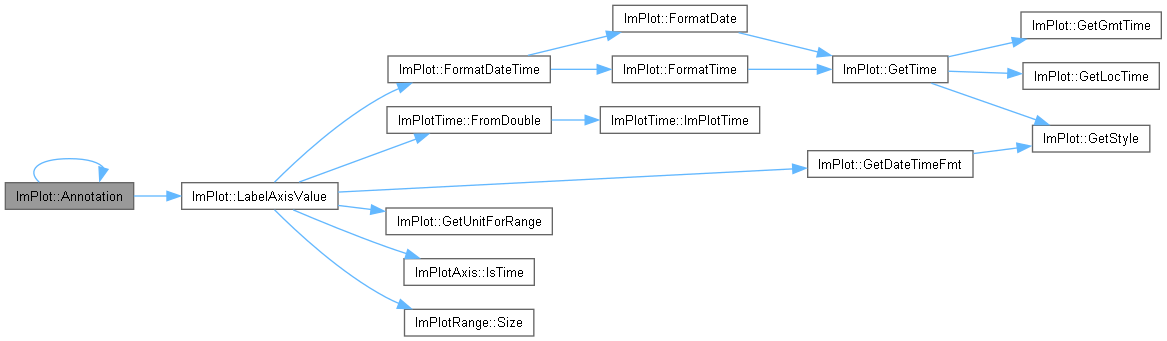 ImPlot::Annotation
ImPlot::LabelAxisValue
ImPlot::FormatDateTime
ImPlot::FormatDate
ImPlot::FormatTime
ImPlot::GetTime
ImPlot::GetGmtTime
ImPlot::GetLocTime
ImPlot::GetStyle
ImPlotTime::FromDouble
ImPlotTime::ImPlotTime
ImPlot::GetDateTimeFmt
ImPlot::GetUnitForRange
ImPlotAxis::IsTime
ImPlotRange::Size